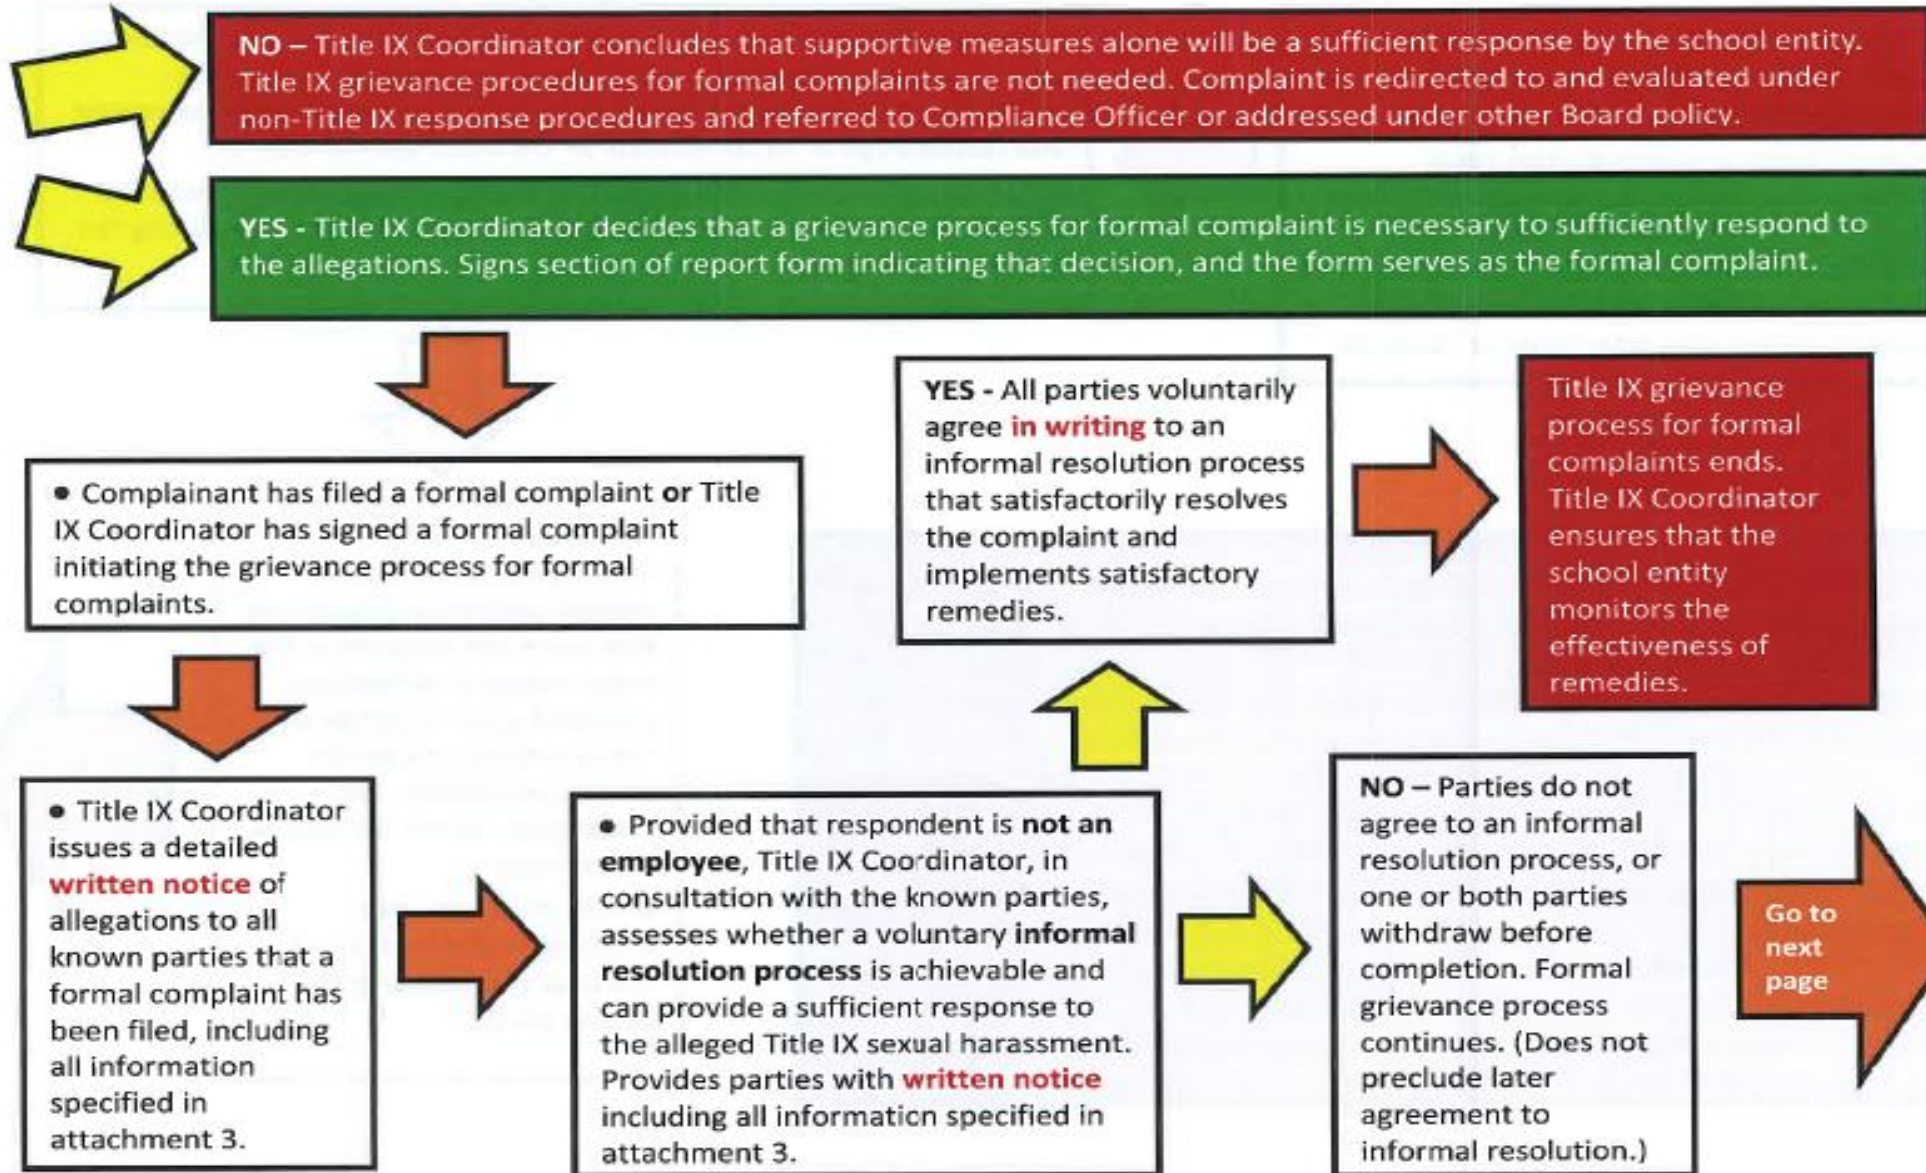 NO – Title IX Coordinator concludes that supportive measures alone will be a sufficient response by the school entity.
Title IX grievance procedures for formal complaints are not needed. Complaint is redirected to and evaluated under
non-Title IX response procedures and referred to Compliance Officer or addressed under other Board policy.
YES - Title IX Coordinator decides that a grievance process for formal complaint is necessary to sufficiently respond to
the allegations. Signs section of report form indicating that decision, and the form serves as the formal complaint.
• Complainant has filed a formal complaint or Title
IX Coordinator has signed a formal complaint
initiating the grievance process for formal
complaints.
YES - All parties voluntarily
agree in writing to an
informal resolution process
that satisfactorily resolves
the complaint and
implements satisfactory
remedies.
Title IX grievance
process for formal
complaints ends.
Title IX Coordinator
ensures that the
school entity
monitors the
effectiveness of
remedies.
• Title IX Coordinator
issues a detailed
written notice of
allegations to all
known parties that a
formal complaint has
been filed, including
all information
specified in
attachment 3.
• Provided that respondent is not an
employee, Title IX Coordinator, in
consultation with the known parties,
assesses whether a voluntary informal
resolution process is achievable and
can provide a sufficient response to
the alleged Title IX sexual harassment.
Provides parties with written notice
including all information specified in
attachment 3.
NO – Parties do not
agree to an informal
resolution process, or
one or both parties
withdraw before
completion. Formal
grievance process
continues. (Does not
preclude later
agreement to
informal resolution.)
Go to
next
page